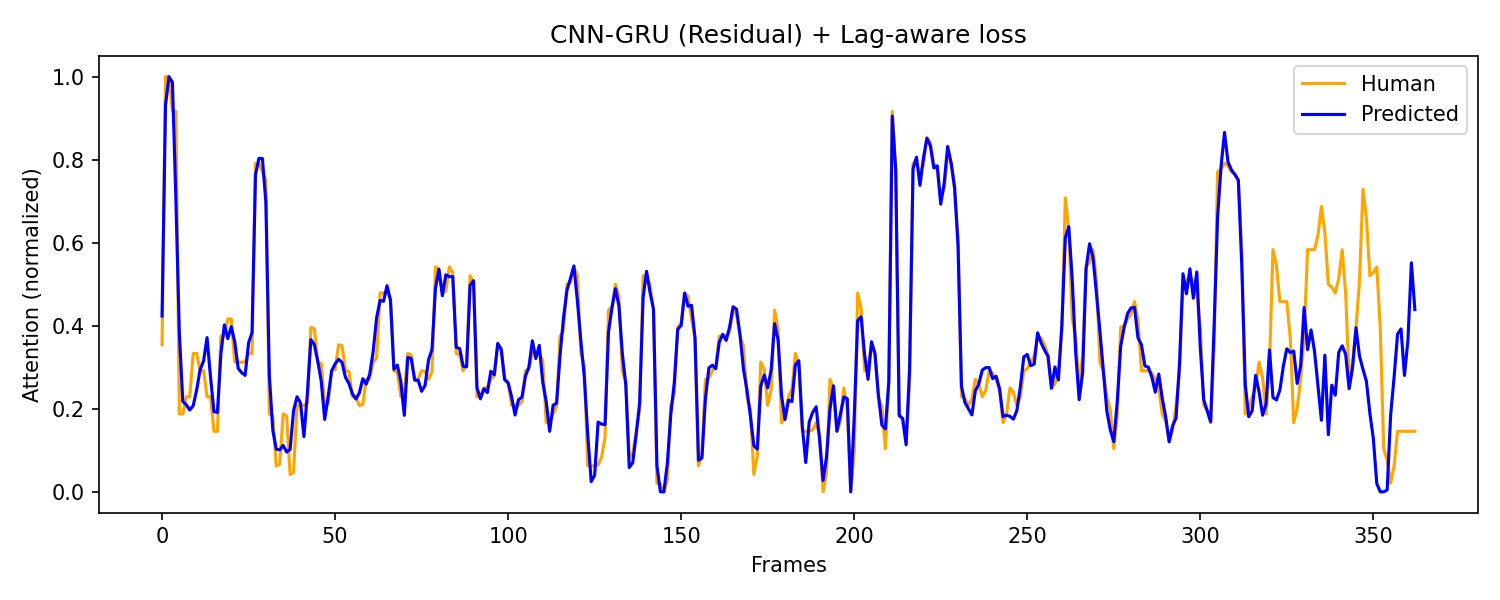 CNN-GRU (Residual) + Lag-aware loss
Human
Predicted
Attention (normalized)
1.0
0.8
0.6
0.4
0.2
0.0
0 50 100 150 200 250 300 350
Frames